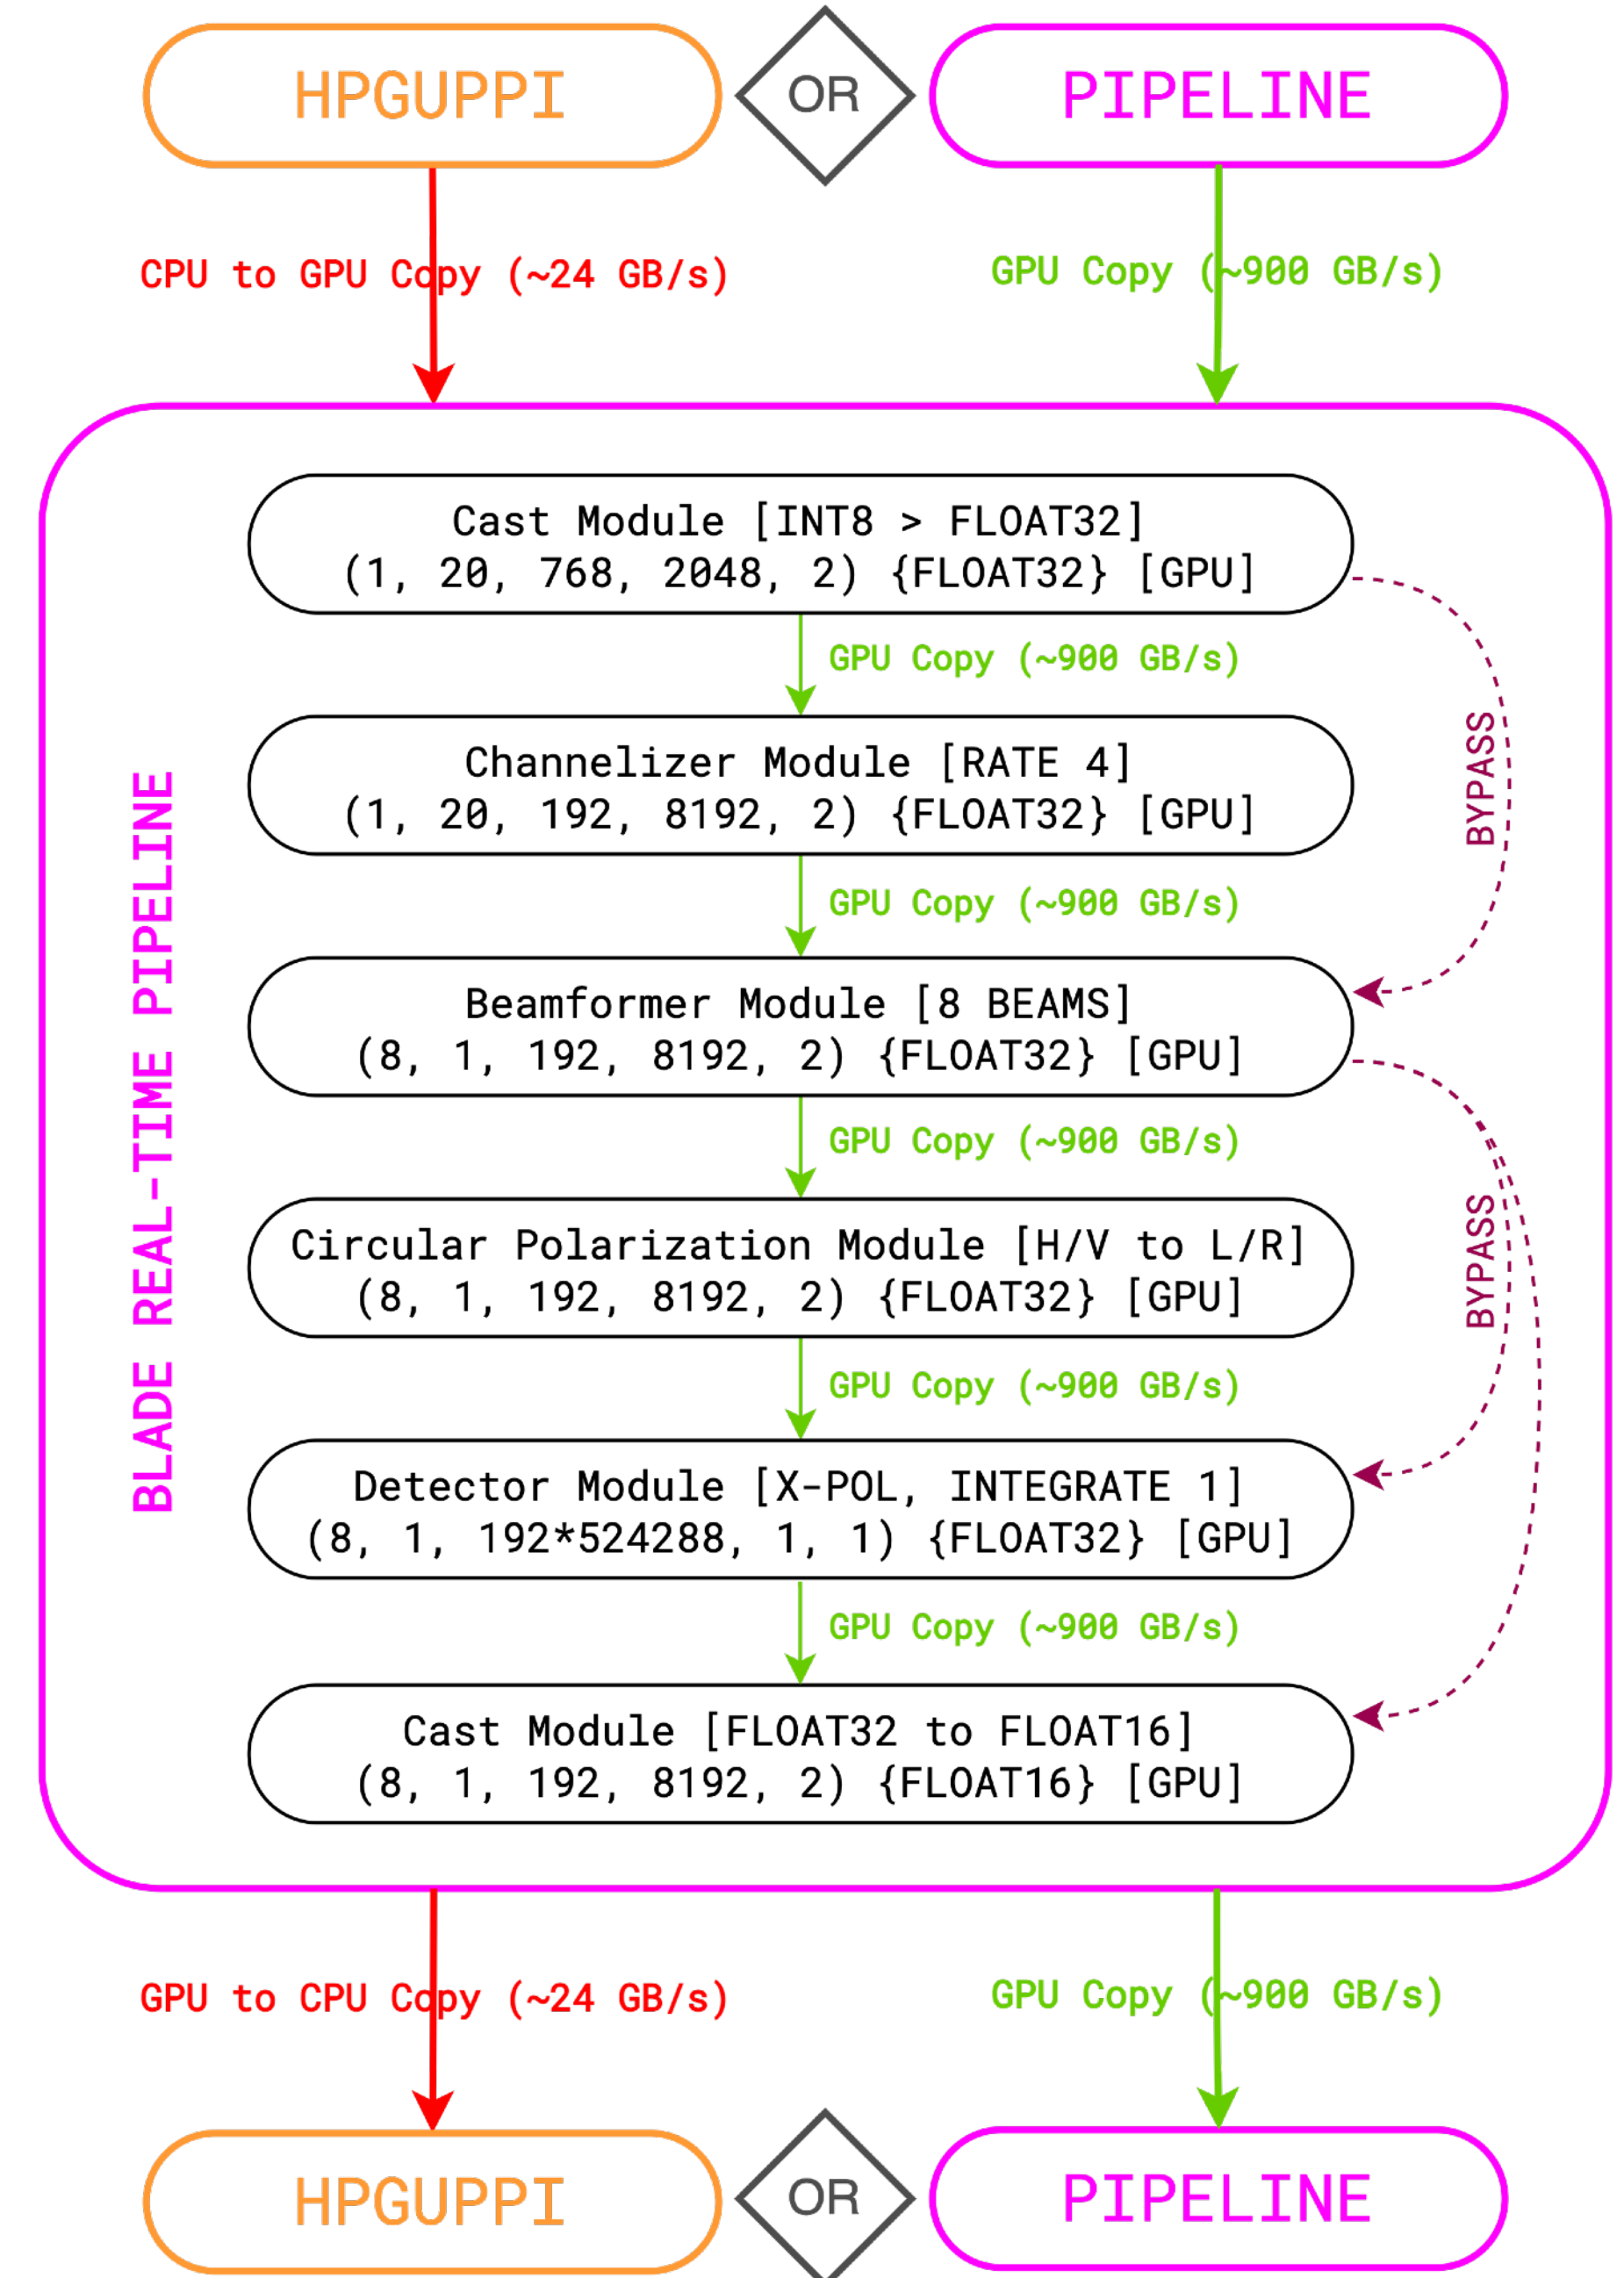 HPGUPPI
OR
PIPELINE
CPU to GPU Copy (~24 GB/s)
GPU Copy (~900 GB/s)
BLADE REAL-TIME PIPELINE
Cast Module [INT8 > FLOAT32]
(1, 20, 768, 2048, 2) {FLOAT32} [GPU]
GPU Copy (~900 GB/s)
Channelizer Module [RATE 4]
(1, 20, 192, 8192, 2) {FLOAT32} [GPU]
BYPASS
GPU Copy (~900 GB/s)
Beamformer Module [8 BEAMS]
(8, 1, 192, 8192, 2) {FLOAT32} [GPU]
GPU Copy (~900 GB/s)
Circular Polarization Module [H/V to L/R]
(8, 1, 192, 8192, 2) {FLOAT32} [GPU]
BYPASS
GPU Copy (~900 GB/s)
Detector Module [X-POL, INTEGRATE 1]
(8, 1, 192*524288, 1, 1) {FLOAT32} [GPU]
GPU Copy (~900 GB/s)
Cast Module [FLOAT32 to FLOAT16]
(8, 1, 192, 8192, 2) {FLOAT16} [GPU]
GPU to CPU Copy (~24 GB/s)
GPU Copy (~900 GB/s)
HPGUPPI
OR
PIPELINE